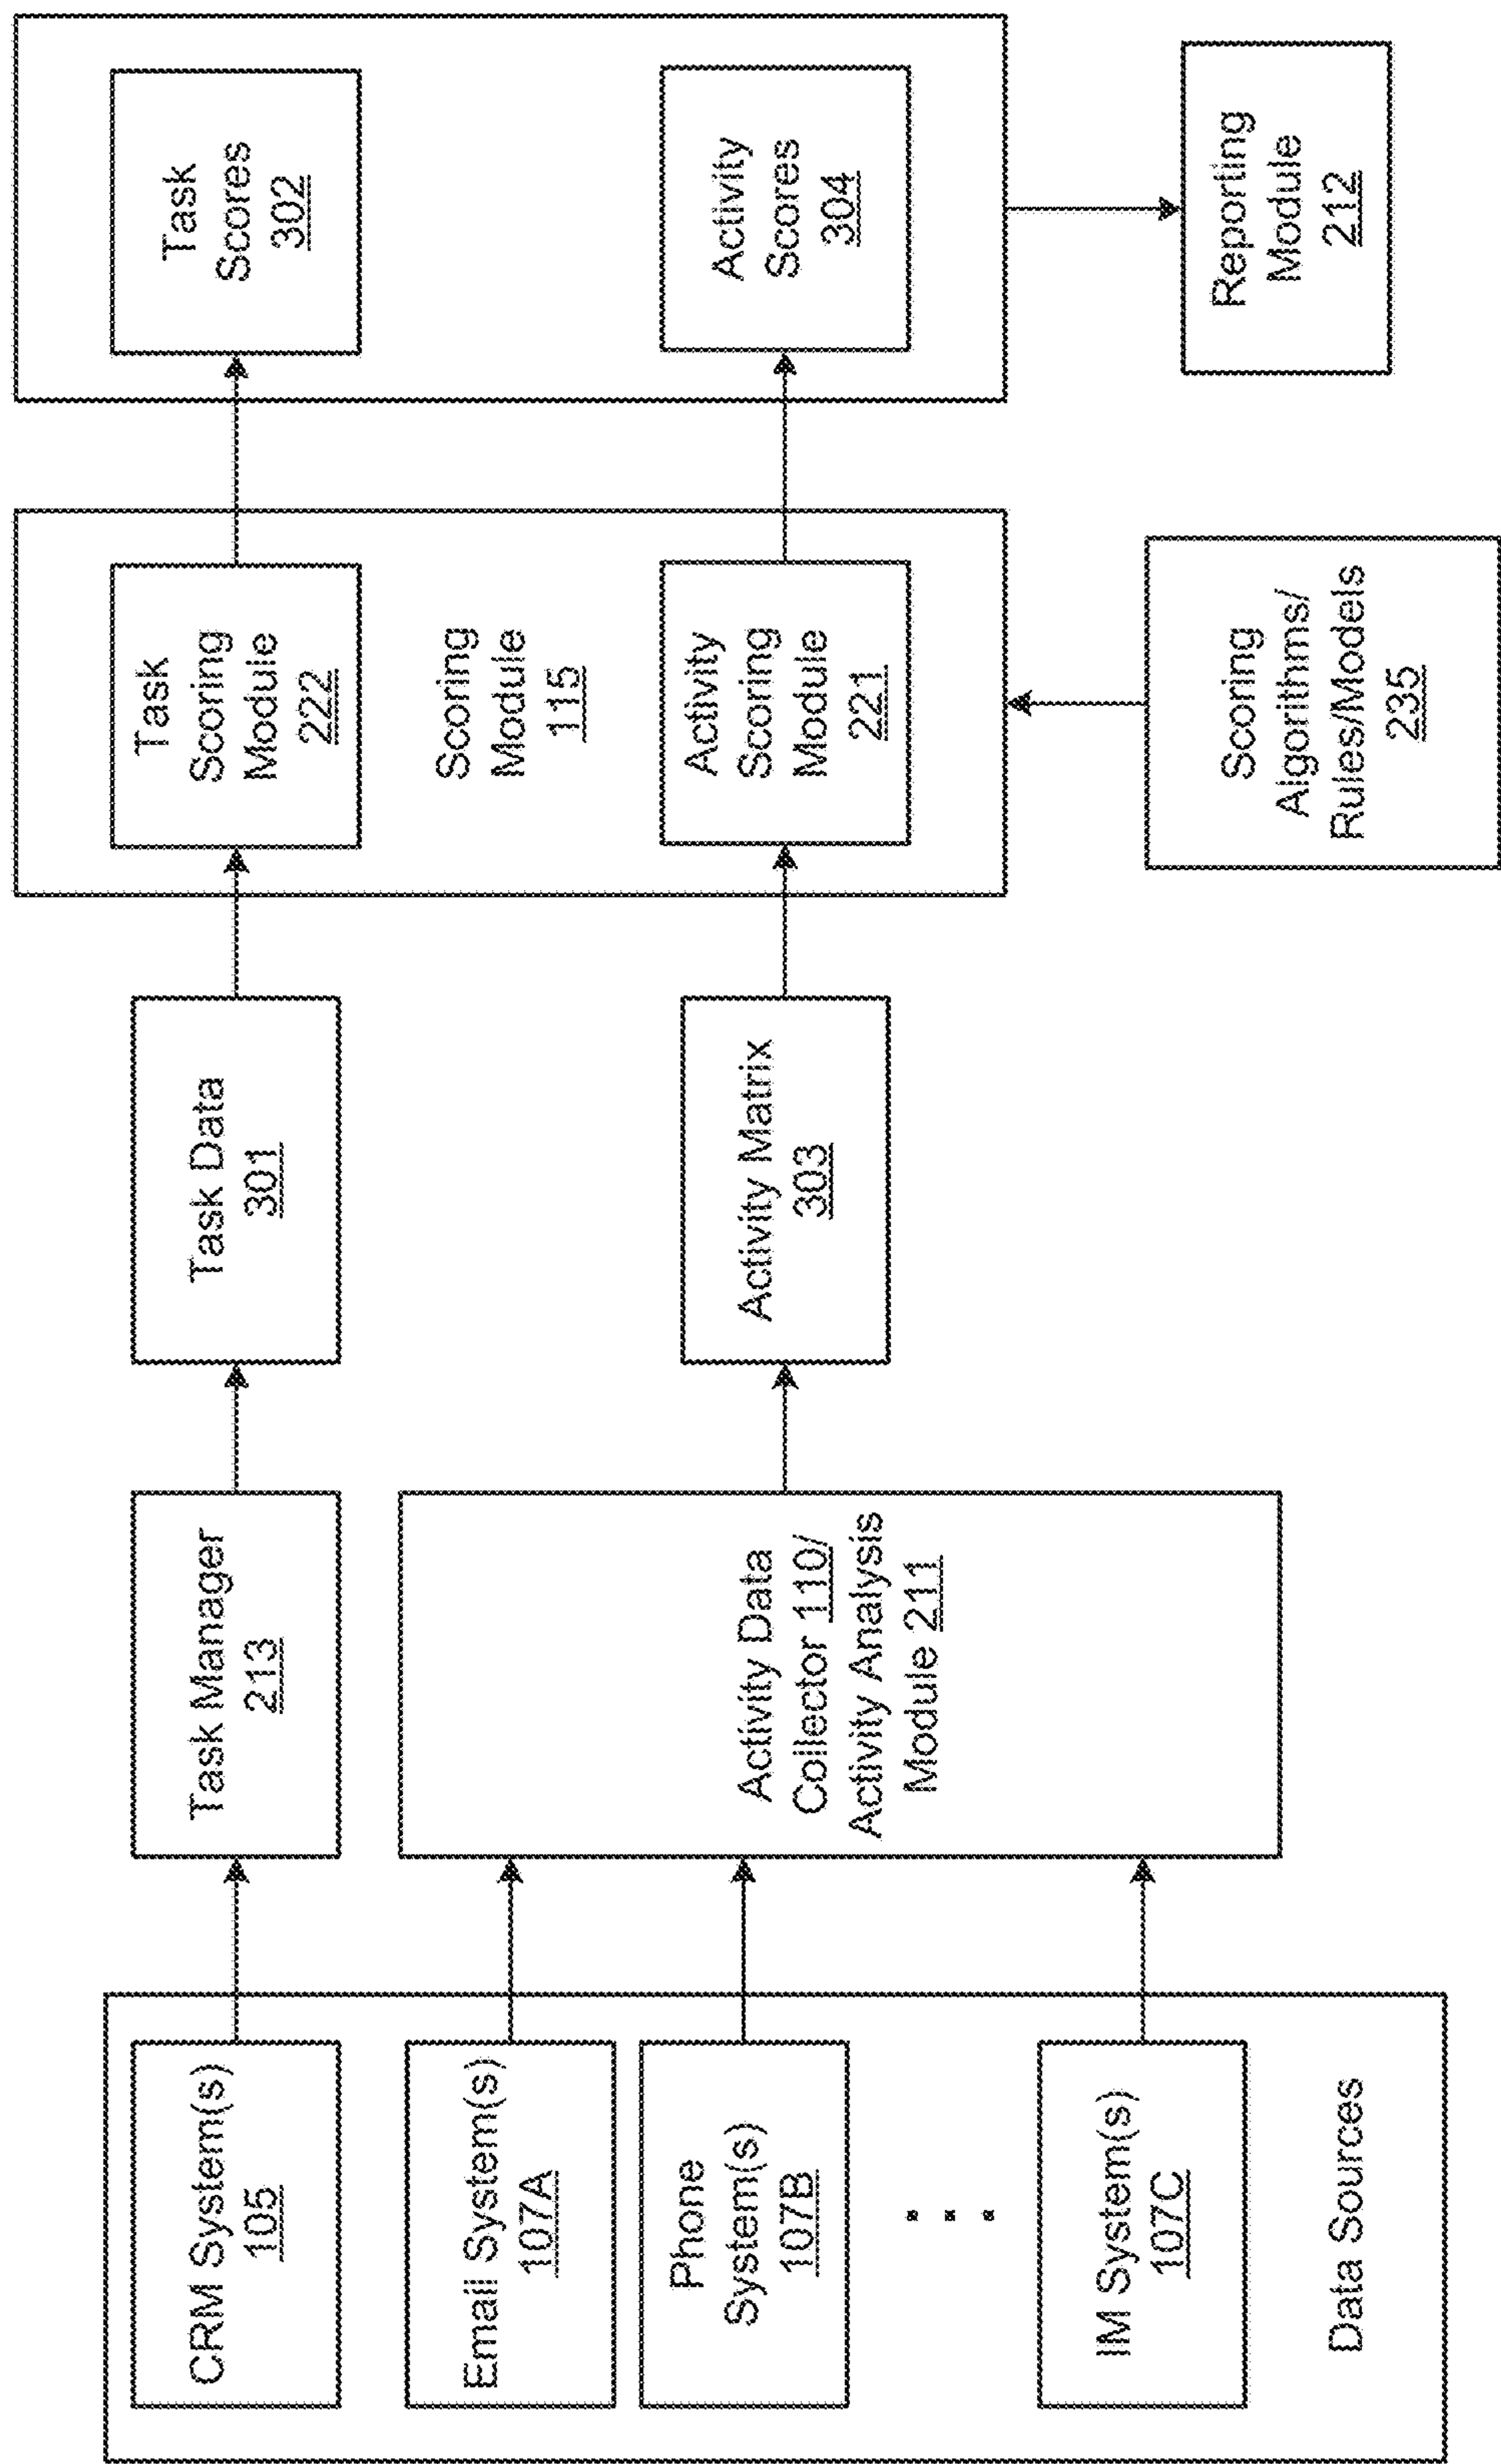 CRM System(s)
105
Email System(s)
107A
Phone
System(s)
107B
IM System(s)
107C
Data Sources
Task Manager
213
Activity Data
Collector 110/
Activity Analysis
Module 211
Task Data
301
Activity Matrix
303
Task
Scoring
Module
222
Scoring
Module
115
Activity
Scoring
Module
221
Scoring
Algorithms/
Rules/Models
235
Task
Scores
302
Activity
Scores
304
Reporting
Module
212